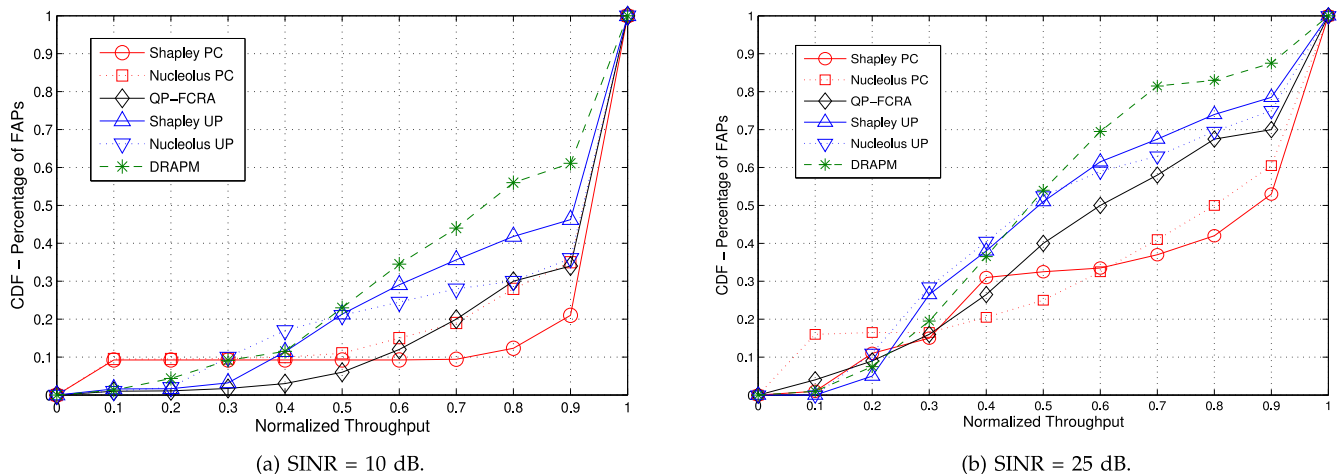 CDF – Percentage of FAPs
1
0.9
0.8
0.7
0.6
0.5
0.4
0.3
0.2
0.1
0
Shapley PC
Nucleolus PC
QP–FCRA
Shapley UP
Nucleolus UP
DRAPM
0 0.1 0.2 0.3 0.4 0.5 0.6 0.7 0.8 0.9 1
Normalized Throughput
(a) SINR = 10 dB.
CDF – Percentage of FAPs
1
0.9
0.8
0.7
0.6
0.5
0.4
0.3
0.2
0.1
0
Shapley PC
Nucleolus PC
QP–FCRA
Shapley UP
Nucleolus UP
DRAPM
0 0.1 0.2 0.3 0.4 0.5 0.6 0.7 0.8 0.9 1
Normalized Throughput
(b) SINR = 25 dB.